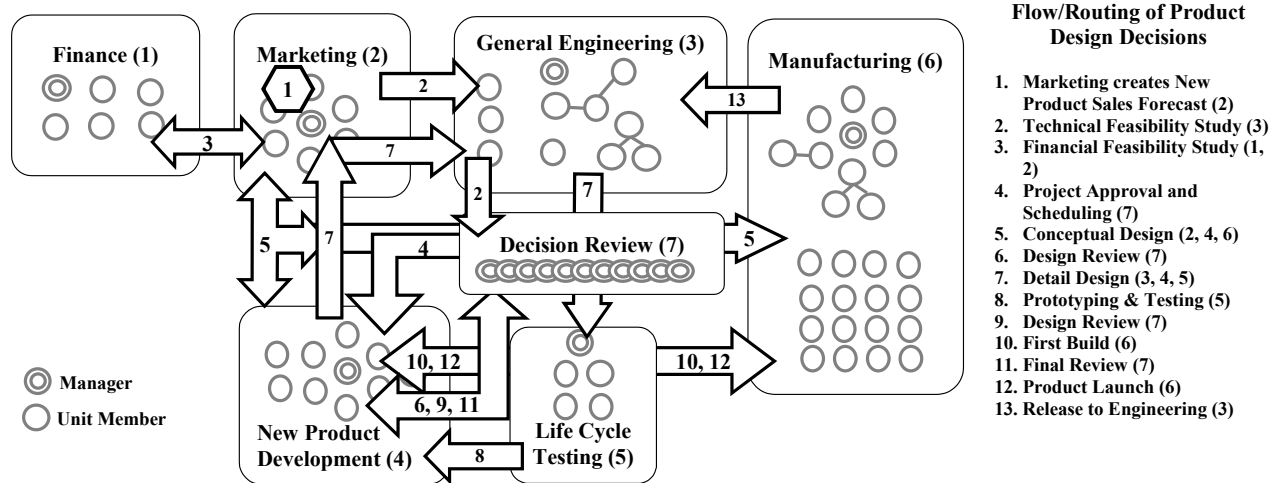 Finance (1)
Marketing (2)
General Engineering (3)
Manufacturing (6)
1
2
13
3
7
2
7
5
7
4
Decision Review (7)
5
10, 12
10, 12
6, 9, 11
8
New Product
Development (4)
Life Cycle
Testing (5)
Manager
Unit Member
Flow/Routing of Product
Design Decisions
1. Marketing creates New
Product Sales Forecast (2)
2. Technical Feasibility Study (3)
3. Financial Feasibility Study (1,
2)
4. Project Approval and
Scheduling (7)
5. Conceptual Design (2, 4, 6)
6. Design Review (7)
7. Detail Design (3, 4, 5)
8. Prototyping & Testing (5)
9. Design Review (7)
10. First Build (6)
11. Final Review (7)
12. Product Launch (6)
13. Release to Engineering (3)